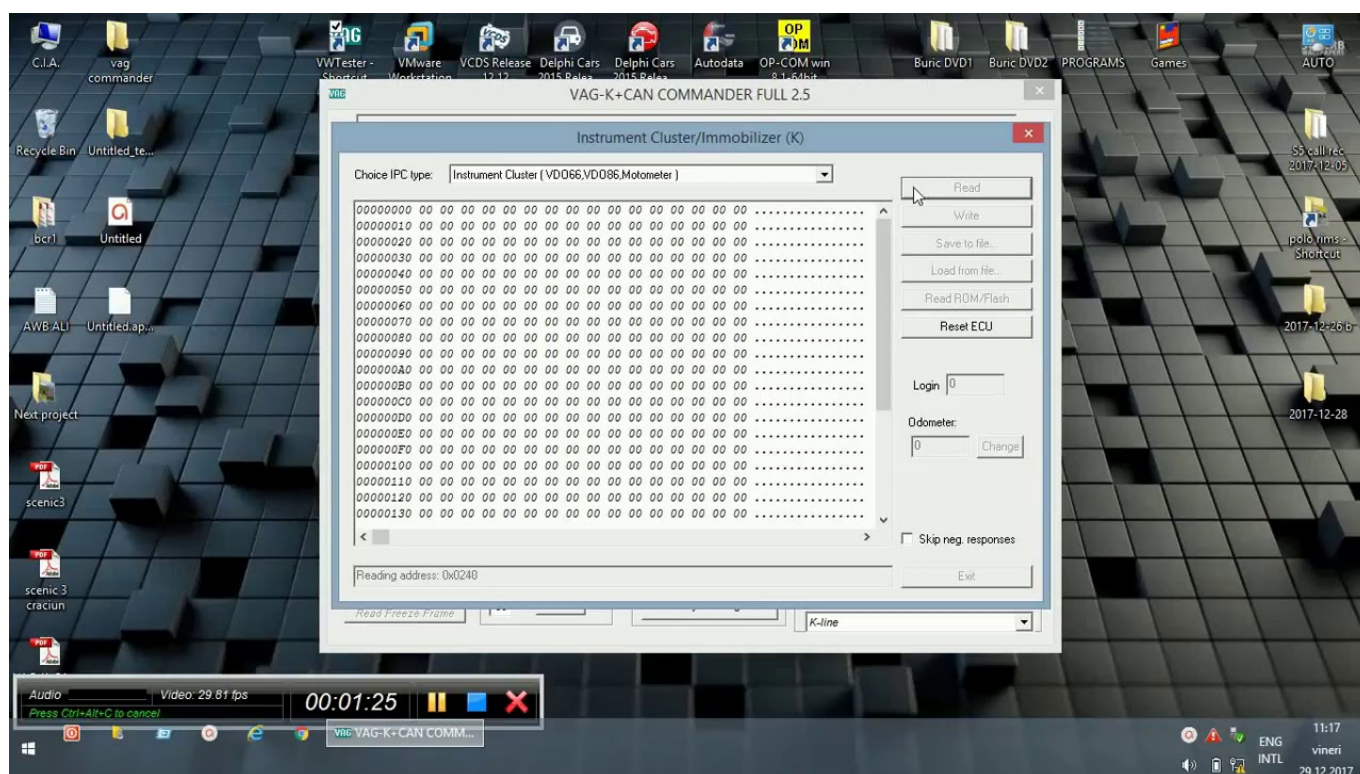 C.I.A.
vag
commander
VWTester -
Shortcut
VMware
Workstation
VCDS Release
12.12
Delphi Cars
2015 Relea...
Delphi Cars
2015 Relea...
Autodata
OP-COM win
8.1-64bit
OP
COM
Buric DVD1
Buric DVD2
PROGRAMS
Games
AUTO
VAG-K+CAN COMMANDER FULL 2.5
Recycle Bin
Untitled_te...
Instrument Cluster/Immobilizer (K)
S5 call rec
2017-12-05
Choice IPC type:
Instrument Cluster ( VDO66,VDO86,Motometer )
Read
Write
Save to file...
Load from file...
Read ROM/Flash
Reset ECU
Login 0
Odometer:
0
Change
Skip neg. responses
Exit
00000000 00 00 00 00 00 00 00 00 00 00 00 00 00 00 00 00 ................
00000010 00 00 00 00 00 00 00 00 00 00 00 00 00 00 00 00 ................
00000020 00 00 00 00 00 00 00 00 00 00 00 00 00 00 00 00 ................
00000030 00 00 00 00 00 00 00 00 00 00 00 00 00 00 00 00 ................
00000040 00 00 00 00 00 00 00 00 00 00 00 00 00 00 00 00 ................
00000050 00 00 00 00 00 00 00 00 00 00 00 00 00 00 00 00 ................
00000060 00 00 00 00 00 00 00 00 00 00 00 00 00 00 00 00 ................
00000070 00 00 00 00 00 00 00 00 00 00 00 00 00 00 00 00 ................
00000080 00 00 00 00 00 00 00 00 00 00 00 00 00 00 00 00 ................
00000090 00 00 00 00 00 00 00 00 00 00 00 00 00 00 00 00 ................
000000A0 00 00 00 00 00 00 00 00 00 00 00 00 00 00 00 00 ................
000000B0 00 00 00 00 00 00 00 00 00 00 00 00 00 00 00 00 ................
000000C0 00 00 00 00 00 00 00 00 00 00 00 00 00 00 00 00 ................
000000D0 00 00 00 00 00 00 00 00 00 00 00 00 00 00 00 00 ................
000000E0 00 00 00 00 00 00 00 00 00 00 00 00 00 00 00 00 ................
000000F0 00 00 00 00 00 00 00 00 00 00 00 00 00 00 00 00 ................
00000100 00 00 00 00 00 00 00 00 00 00 00 00 00 00 00 00 ................
00000110 00 00 00 00 00 00 00 00 00 00 00 00 00 00 00 00 ................
00000120 00 00 00 00 00 00 00 00 00 00 00 00 00 00 00 00 ................
00000130 00 00 00 00 00 00 00 00 00 00 00 00 00 00 00 00 ................
Reading address: 0x0240
bcr1
Untitled
polo rims -
Shortcut
AWB ALI
Untitled.ap...
2017-12-26 b
Next project
2017-12-28
scenic3
scenic 3
craciun
Read Freeze Frame
K-line
Audio
Video: 29.81 fps
00:01:25
Press Ctrl+Alt+C to cancel
VAG VAG-K+CAN COMM...
ENG
INTL
11:17
vineri
29.12.2017